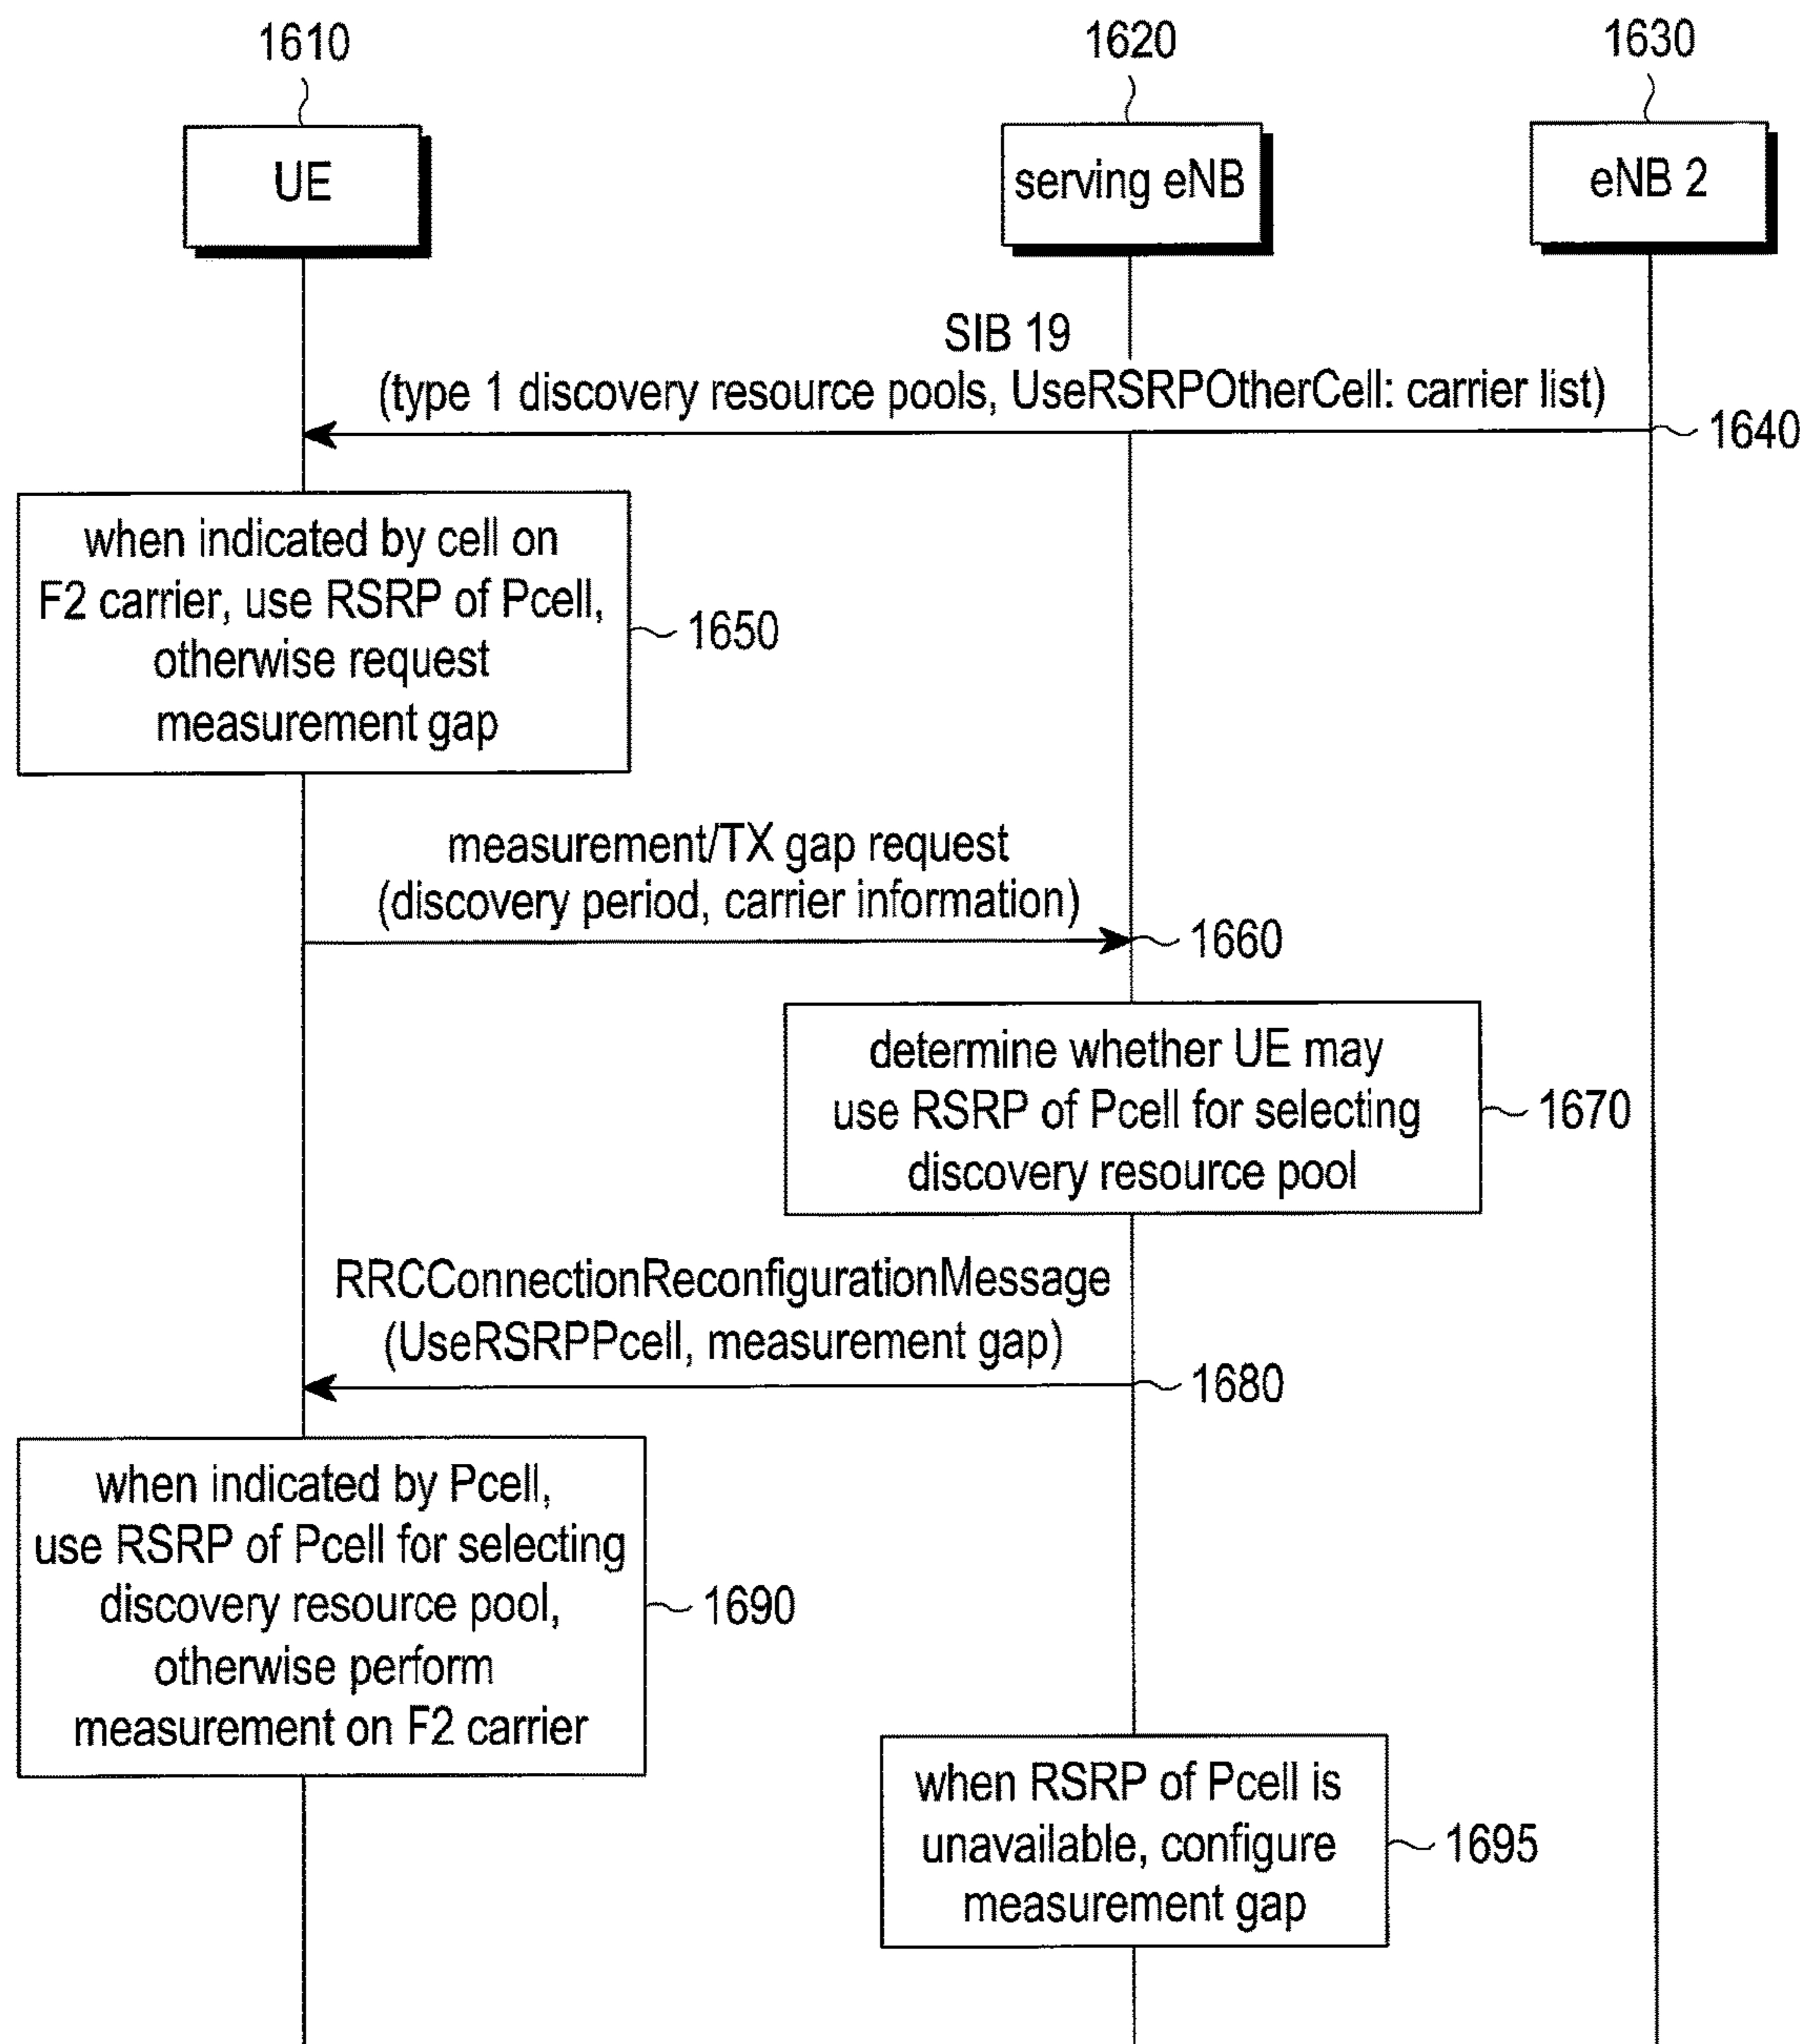 1610
1620
1630
UE
serving eNB
eNB 2
SIB 19
(type 1 discovery resource pools, UseRSRPOtherCell: carrier list)
1640
when indicated by cell on
F2 carrier, use RSRP of Pcell,
otherwise request
measurement gap
1650
measurement/TX gap request
(discovery period, carrier information)
1660
determine whether UE may
use RSRP of Pcell for selecting
discovery resource pool
1670
RRCConnectionReconfigurationMessage
(UseRSRPPcell, measurement gap)
1680
when indicated by Pcell,
use RSRP of Pcell for selecting
discovery resource pool,
otherwise perform
measurement on F2 carrier
1690
when RSRP of Pcell is
unavailable, configure
measurement gap
1695